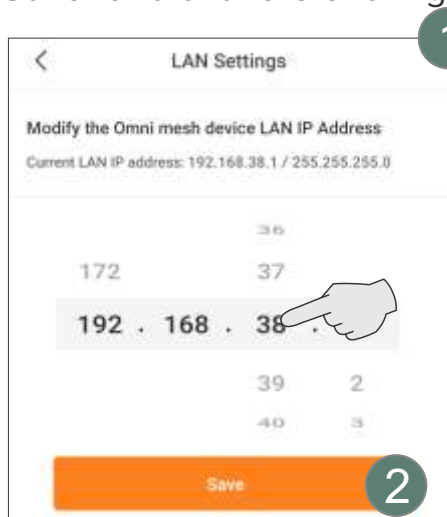 1
< LAN Settings
Modify the Omni mesh device LAN IP Address
Current LAN IP address: 192.168.38.1 / 255.255.255.0
36
172 37
192 . 168 . 38 .
39 2
40 3
Save
2